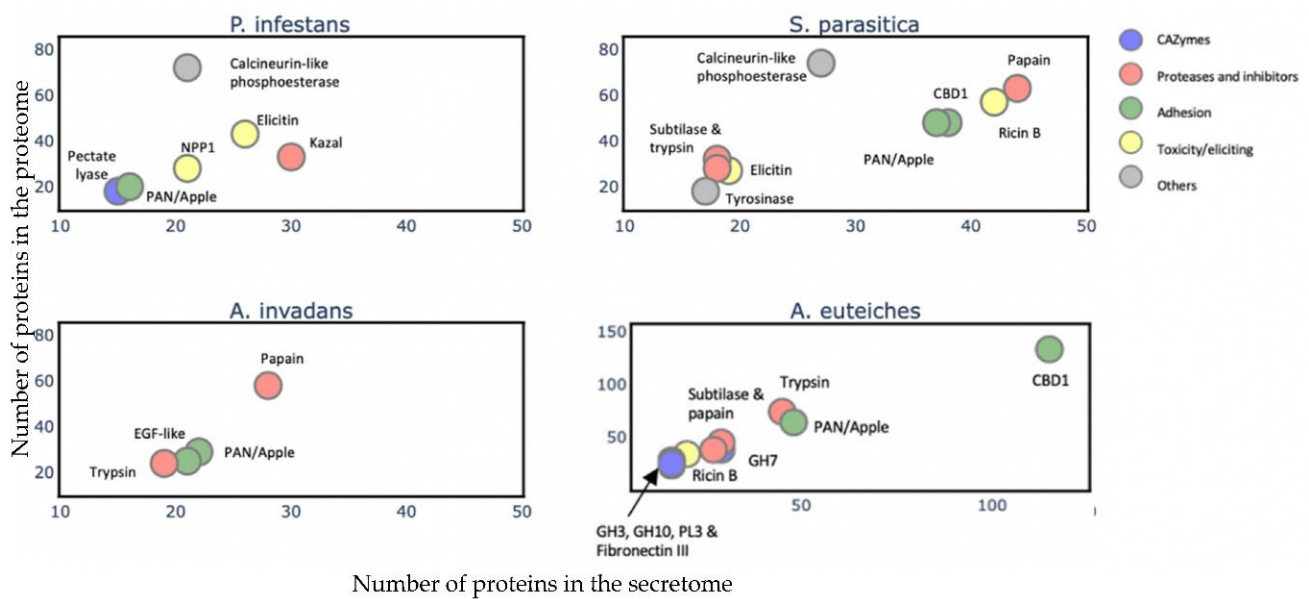 P. infestans
80
60
40
20
10
20
30
40
50
Calcineurin-like
phosphoesterase
Elicitin
Kazal
NPP1
Pectate
lyase
PAN/Apple
S. parasitica
80
60
40
20
10
20
30
40
50
Calcineurin-like
phosphoesterase
Papain
CBD1
Ricin B
PAN/Apple
Subtilase &
trypsin
Elicitin
Tyrosinase
CAZymes
Proteases and inhibitors
Adhesion
Toxicity/eliciting
Others
Number of proteins in the proteome
A. invadans
80
60
40
20
10
20
30
40
50
Papain
EGF-like
PAN/Apple
Trypsin
A. euteiches
150
100
50
50
100
CBD1
Trypsin
Subtilase &
papain
PAN/Apple
GH7
Ricin B
GH3, GH10, PL3 &
Fibronectin III
Number of proteins in the secretome